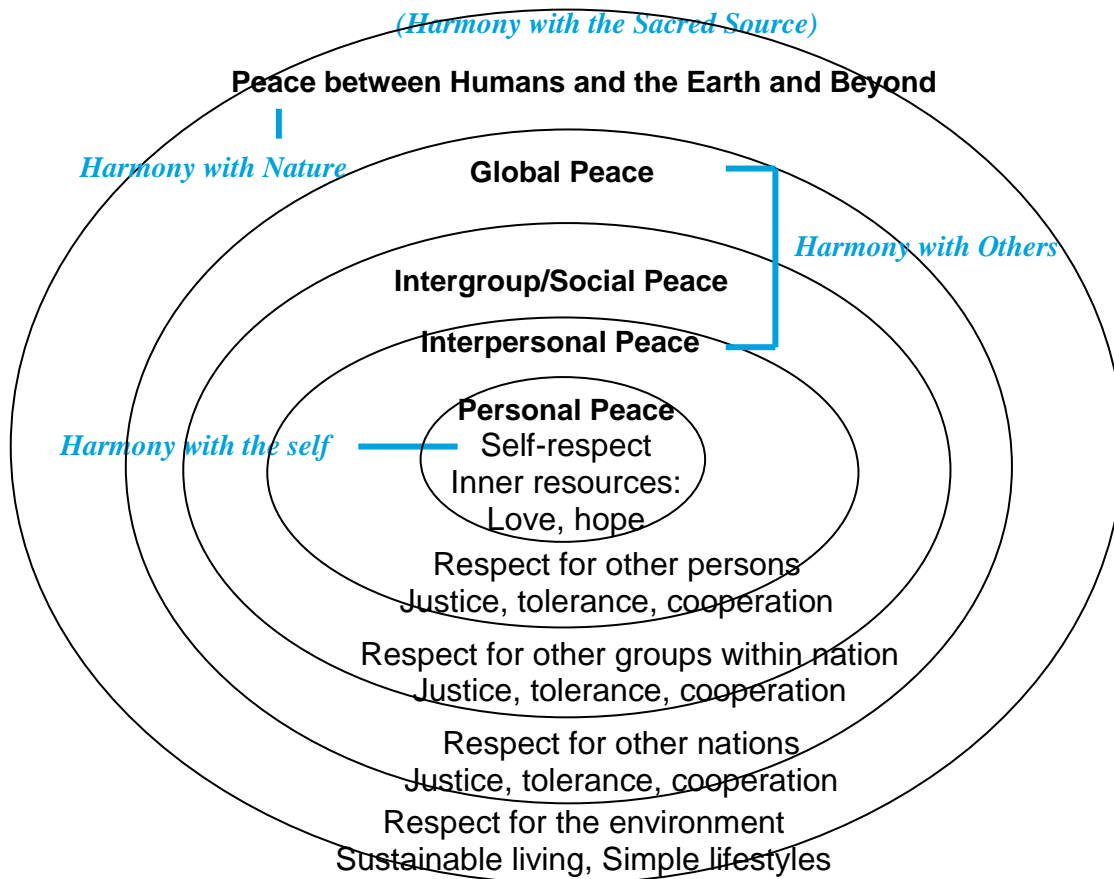 (Harmony with the Sacred Source)
Peace between Humans and the Earth and Beyond
Harmony with Nature
Global Peace
Harmony with Others
Intergroup/Social Peace
Interpersonal Peace
Personal Peace
Harmony with the self
Self-respect
Inner resources:
Love, hope
Respect for other persons
Justice, tolerance, cooperation
Respect for other groups within nation
Justice, tolerance, cooperation
Respect for other nations
Justice, tolerance, cooperation
Respect for the environment
Sustainable living, Simple lifestyles